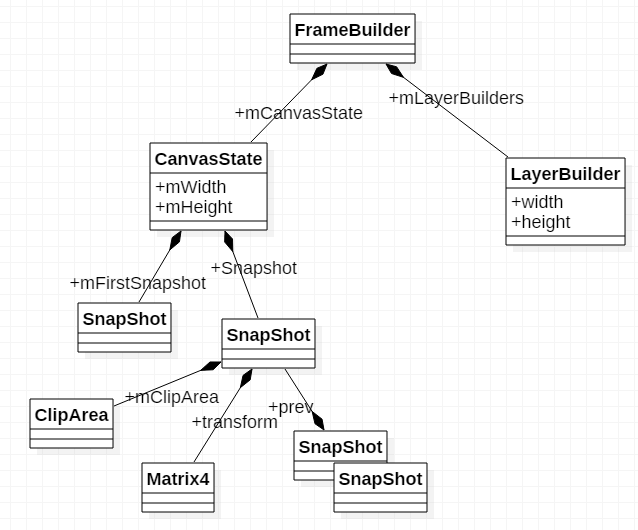 FrameBuilder
+mCanvasState
+mLayerBuilders
CanvasState
+mWidth
+mHeight
LayerBuilder
+width
+height
+mFirstSnapshot
+Snapshot
SnapShot
SnapShot
+mClipArea
+transform
+prev
ClipArea
Matrix4
SnapShot
SnapShot